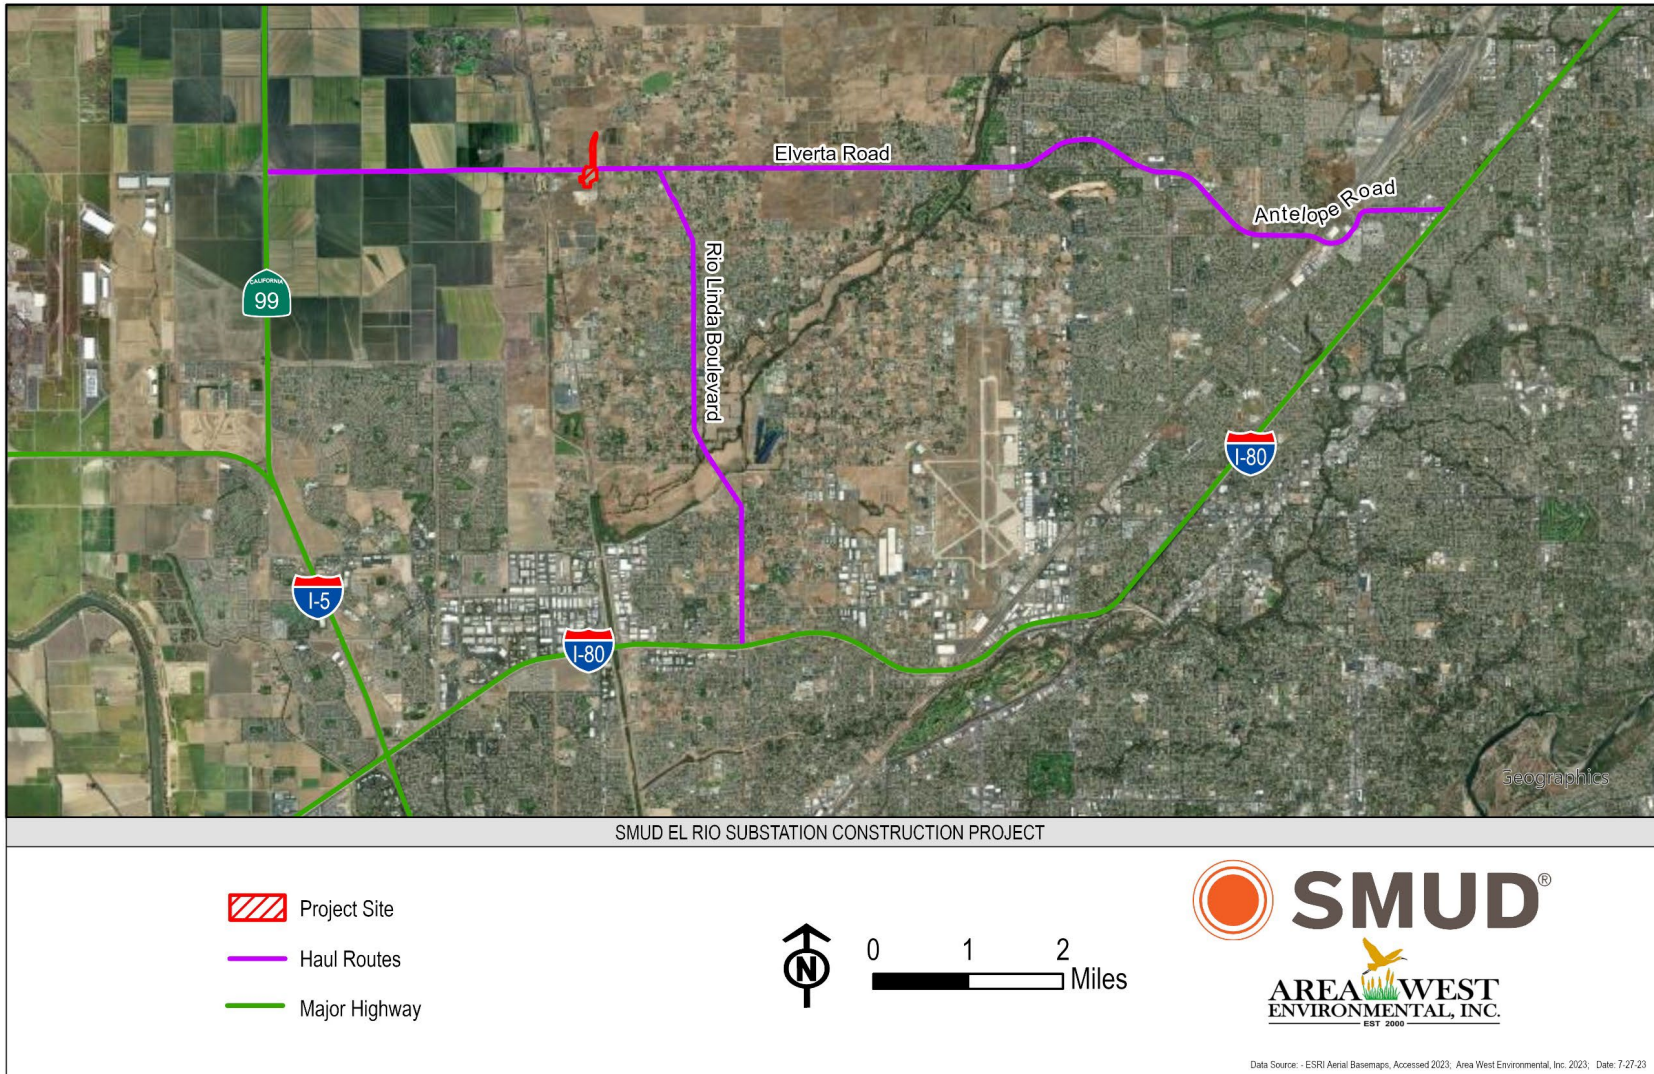 Elverta Road
Antelope Road
Rio Linda Boulevard
CALIFORNIA
99
I-80
I-5
I-80
Geographics
SMUD EL RIO SUBSTATION CONSTRUCTION PROJECT
Project Site
Haul Routes
Major Highway
N
0 1 2
Miles
SMUD®
AREA WEST
ENVIRONMENTAL, INC.
EST 2000
Data Source: - ESRI Aerial Basemaps, Accessed 2023; Area West Environmental, Inc. 2023; Date: 7-27-23